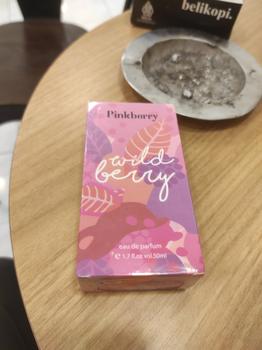 belikopi.
Pinkberry
wild
berry
eau de parfum
℮ 1.7 fl.oz vol.50ml